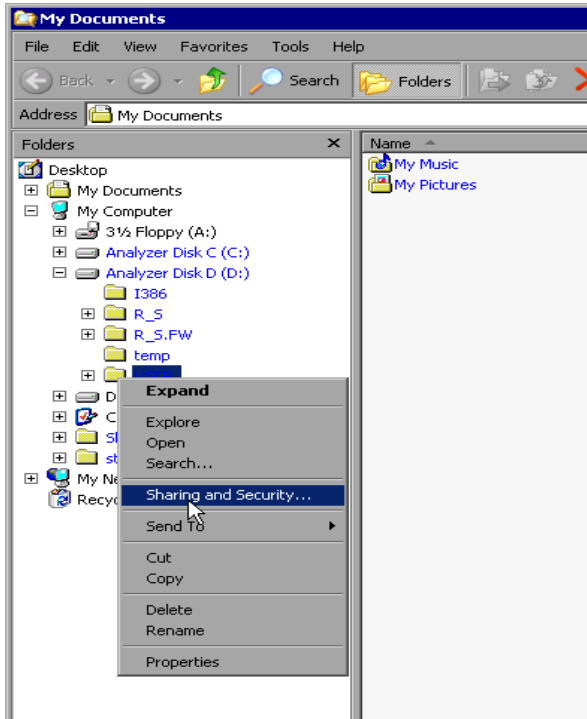 My Documents
File Edit View Favorites Tools Help
Back Search Folders
Address My Documents
Folders Name
Desktop
My Documents
My Computer
3½ Floppy (A:)
Analyzer Disk C (C:)
Analyzer Disk D (D:)
I386
R_S
R_S.FW
temp
My Music
My Pictures
Expand
Explore
Open
Search...
Sharing and Security...
Send To
Cut
Copy
Delete
Rename
Properties